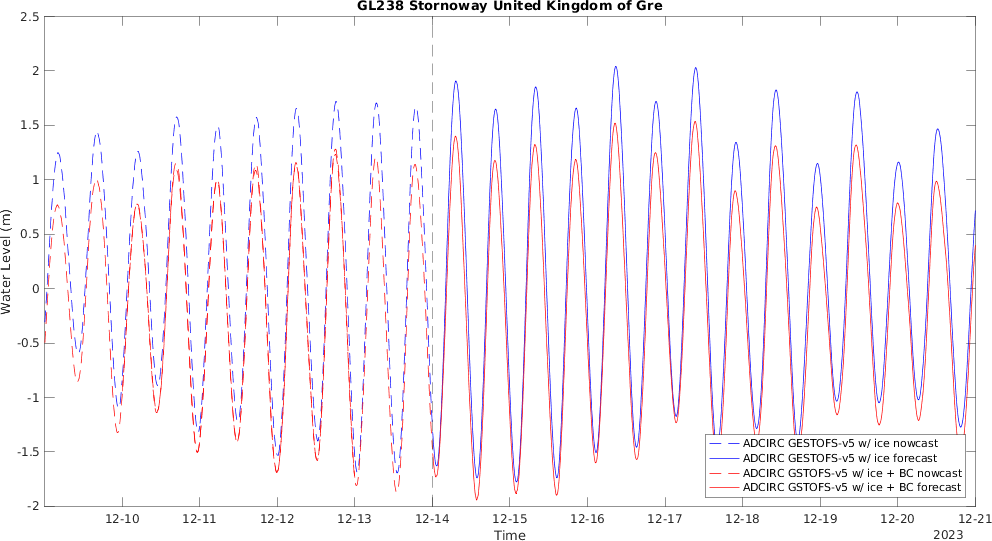 GL238 Stornoway United Kingdom of Gre
2.5
2
1.5
1
0.5
0
-0.5
-1
-1.5
-2
Water Level (m)
ADCIRC GESTOFS-v5 w/ ice nowcast
ADCIRC GESTOFS-v5 w/ ice forecast
ADCIRC GSTOFS-v5 w/ ice + BC nowcast
ADCIRC GSTOFS-v5 w/ ice + BC forecast
12-10 12-11 12-12 12-13 12-14 12-15 12-16 12-17 12-18 12-19 12-20 12-21
Time
2023